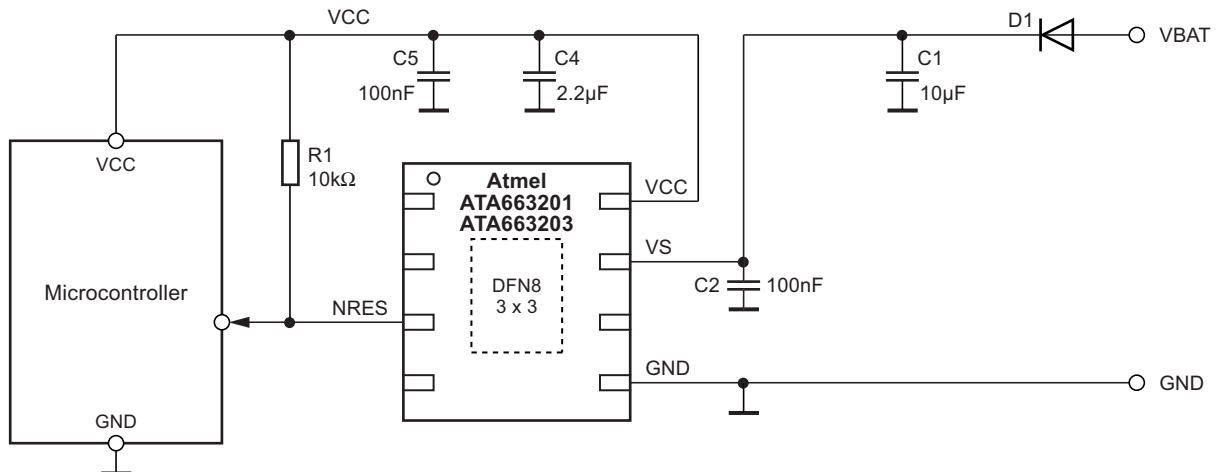 VCC
D1
VBAT
C5
100nF
C4
2.2µF
C1
10µF
VCC
R1
10kΩ
Atmel
ATA663201
ATA663203
VCC
VS
DFN8
3 x 3
C2
100nF
Microcontroller
NRES
GND
GND
GND